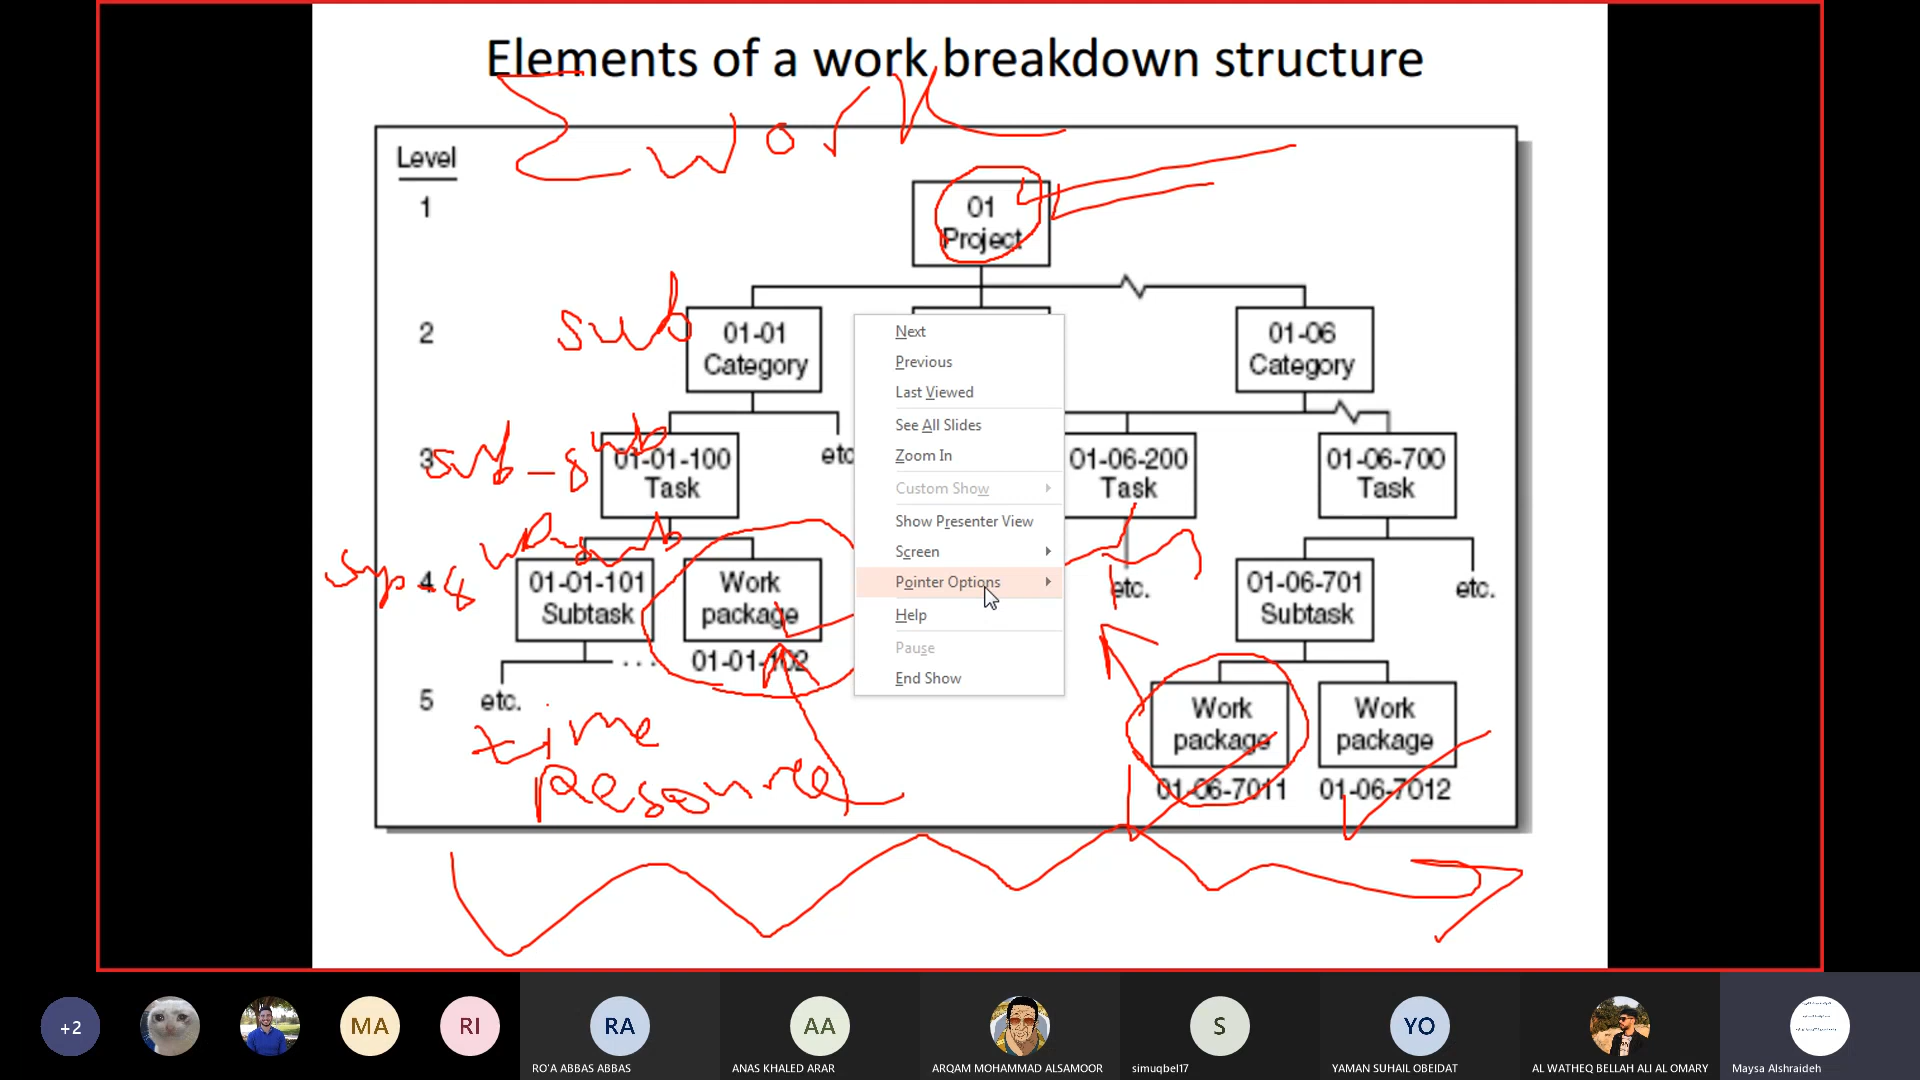 Elements of a work breakdown structure
Σ work
Level
1
01
Project
sub
2
01-01
Category
01-06
Category
sub-sub
3
01-01-100
Task
etc
01-06-200
Task
01-06-700
Task
4
01-01-101
Subtask
Work
package
01-01-102
etc.
01-06-701
Subtask
etc.
5
etc.
. . .
Work
package
01-06-7011
Work
package
01-06-7012
time
Resource
Next
Previous
Last Viewed
See All Slides
Zoom In
Custom Show
Show Presenter View
Screen
Pointer Options
Help
Pause
End Show
+2
MA
RI
RA
RO'A ABBAS ABBAS
AA
ANAS KHALED ARAR
ARQAM MOHAMMAD ALSAMOOR
S
simuqbel17
YO
YAMAN SUHAIL OBEIDAT
AL WATHEQ BELLAH ALI AL OMARY
Maysa Alshraideh